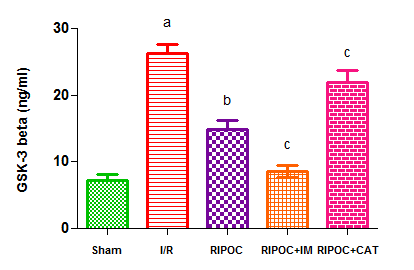 GSK-3 beta (ng/ml)
30
20
10
0
a
b
c
c
Sham I/R RIPOC RIPOC+IM RIPOC+CAT